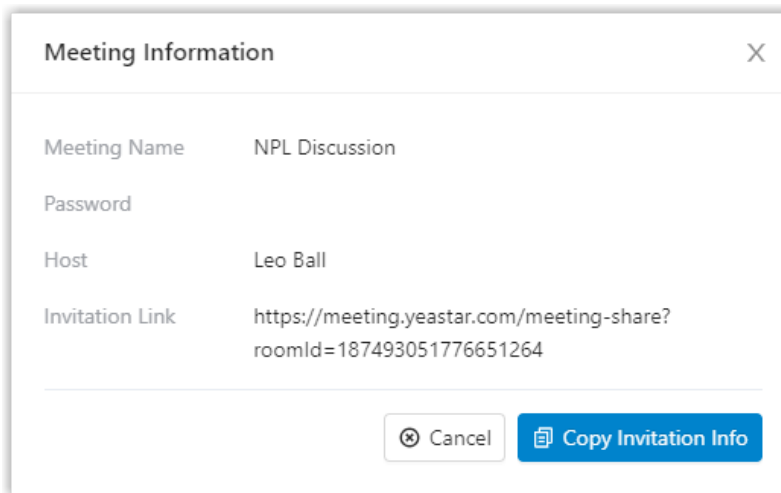 Meeting Information
Meeting Name NPL Discussion
Password
Host Leo Ball
Invitation Link https://meeting.yeastar.com/meeting-share?
roomId=187493051776651264
Cancel Copy Invitation Info